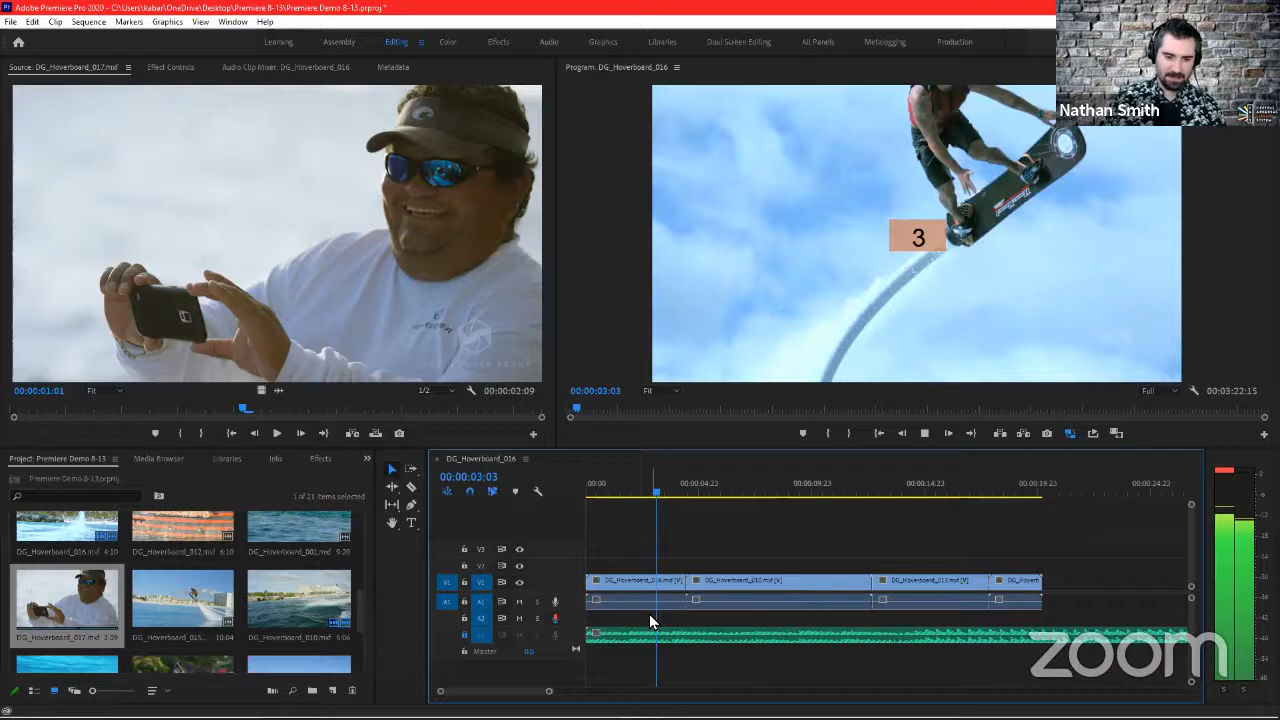 Adobe Premiere Pro 2020 - C:\Users\kabar\OneDrive\Desktop\Premiere 8-13\Premiere Demo 8-13.prproj *
File Edit Clip Sequence Markers Graphics View Window Help
Learning Assembly Editing Color Effects Audio Graphics Libraries Dual Screen Editing All Panels Metalogging Production
Nathan Smith
Source: DG_Hoverboard_017.mxf Effect Controls Audio Clip Mixer: DG_Hoverboard_016 Metadata
Program: DG_Hoverboard_016
3
00:00:01:01 Fit 1/2 00:00:02:09
00:00:03:03 Fit Full 00:03:22:15
Project: Premiere Demo 8-13 Media Browser Libraries Info Effects
Premiere Demo 8-13.prproj
1 of 21 items selected
DG_Hoverboard_016.mxf 4:10 DG_Hoverboard_012.mxf 6:10 DG_Hoverboard_001.mxf 9:20
DG_Hoverboard_017.mxf 2:09 DG_Hoverboard_015... 10:04 DG_Hoverboard_010.mxf 8:06
DG_Hoverboard_016
00:00:03:03
:00:00 00:00:04:23 00:00:09:23 00:00:14:23 00:00:19:23 00:00:24:23
V3
V2
V1 V1 DG_Hoverboard_016.mxf [V] DG_Hoverboard_010.mxf [V] DG_Hoverboard_013.mxf [V] DG_Hoverb
A1 A1 M S
A2 M S
Master 0.0
zoom
S S